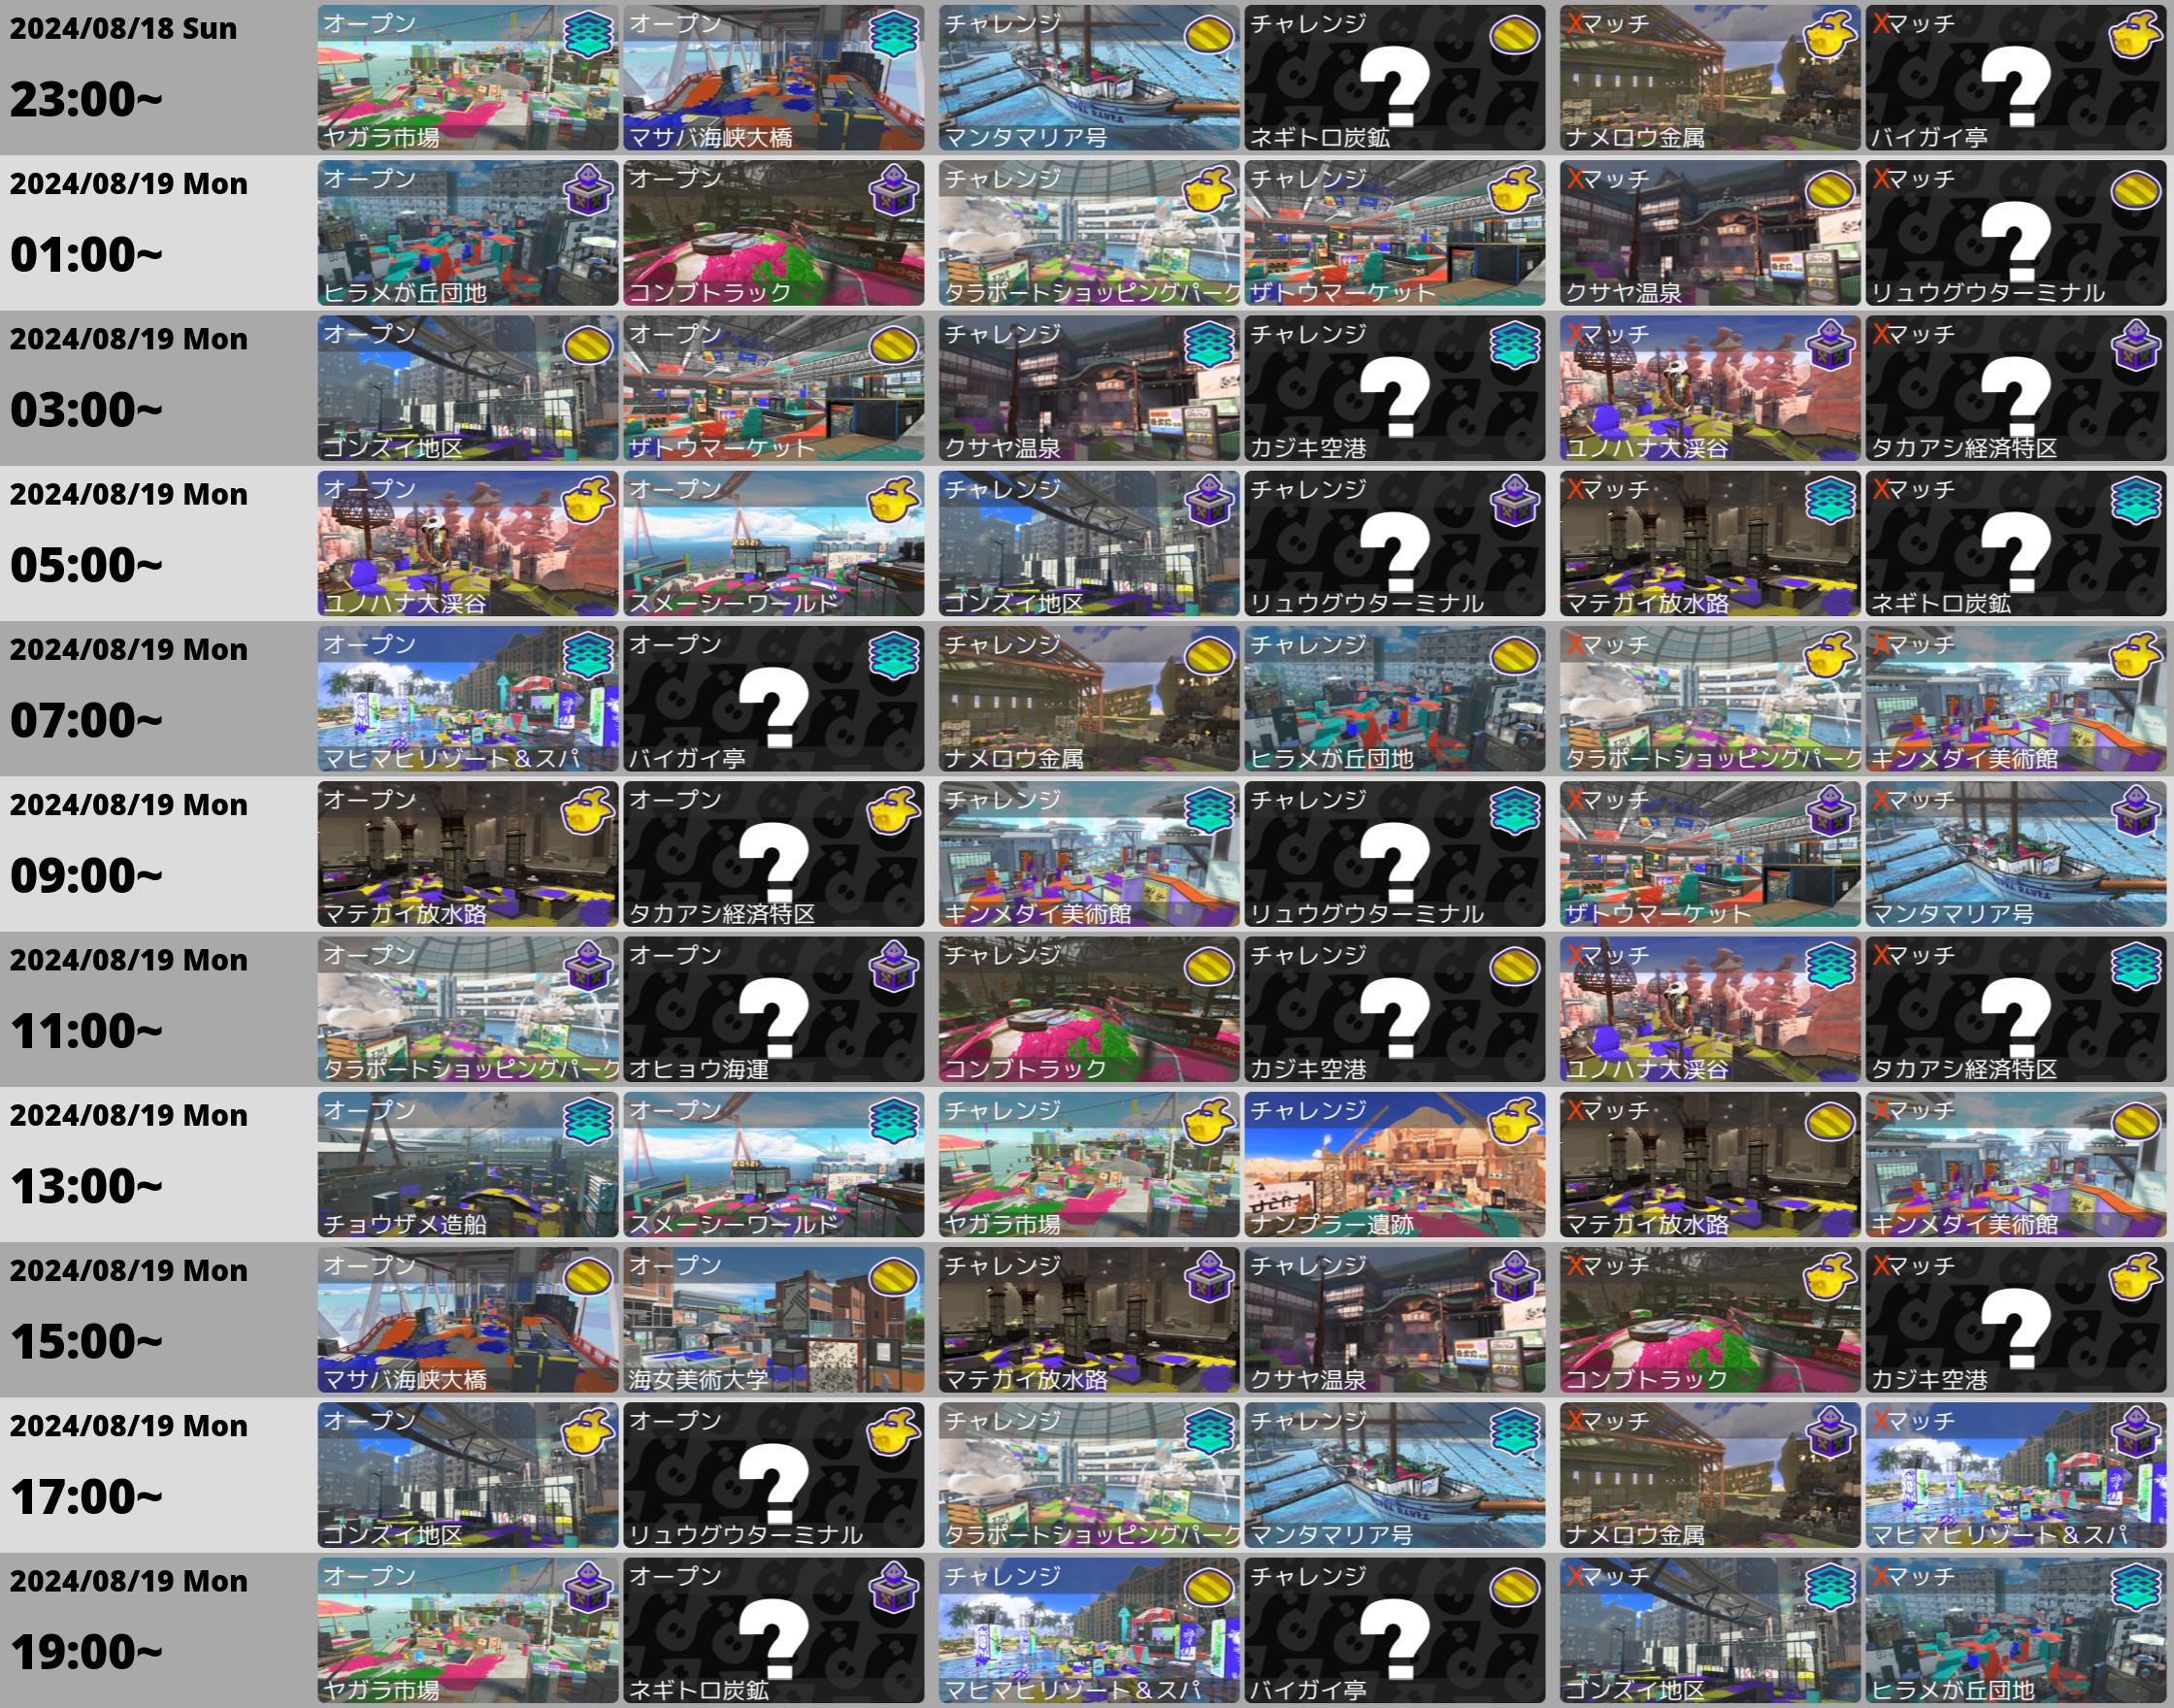 2024/08/18 Sun
23:00~
オープン
ヤガラ市場
オープン
マサバ海峡大橋
チャレンジ
マンタマリア号
チャレンジ
?
ネギトロ炭鉱
Xマッチ
ナメロウ金属
Xマッチ
?
バイガイ亭
2024/08/19 Mon
01:00~
オープン
ヒラメが丘団地
オープン
コンブトラック
チャレンジ
タラポートショッピングパーク
チャレンジ
ザトウマーケット
Xマッチ
クサヤ温泉
Xマッチ
?
リュウグウターミナル
2024/08/19 Mon
03:00~
オープン
ゴンズイ地区
オープン
ザトウマーケット
チャレンジ
クサヤ温泉
チャレンジ
?
カジキ空港
Xマッチ
ユノハナ大渓谷
Xマッチ
?
タカアシ経済特区
2024/08/19 Mon
05:00~
オープン
ユノハナ大渓谷
オープン
スメーシーワールド
チャレンジ
ゴンズイ地区
チャレンジ
?
リュウグウターミナル
Xマッチ
マテガイ放水路
Xマッチ
?
ネギトロ炭鉱
2024/08/19 Mon
07:00~
オープン
マヒマヒリゾート＆スパ
オープン
?
バイガイ亭
チャレンジ
ナメロウ金属
チャレンジ
ヒラメが丘団地
Xマッチ
タラポートショッピングパーク
Xマッチ
キンメダイ美術館
2024/08/19 Mon
09:00~
オープン
マテガイ放水路
オープン
?
タカアシ経済特区
チャレンジ
キンメダイ美術館
チャレンジ
?
リュウグウターミナル
Xマッチ
ザトウマーケット
Xマッチ
マンタマリア号
2024/08/19 Mon
11:00~
オープン
タラポートショッピングパーク
オープン
?
オヒョウ海運
チャレンジ
コンブトラック
チャレンジ
?
カジキ空港
Xマッチ
ユノハナ大渓谷
Xマッチ
?
タカアシ経済特区
2024/08/19 Mon
13:00~
オープン
チョウザメ造船
オープン
スメーシーワールド
チャレンジ
ヤガラ市場
チャレンジ
ナンプラー遺跡
Xマッチ
マテガイ放水路
Xマッチ
キンメダイ美術館
2024/08/19 Mon
15:00~
オープン
マサバ海峡大橋
オープン
海女美術大学
チャレンジ
マテガイ放水路
チャレンジ
クサヤ温泉
Xマッチ
コンブトラック
Xマッチ
?
カジキ空港
2024/08/19 Mon
17:00~
オープン
ゴンズイ地区
オープン
?
リュウグウターミナル
チャレンジ
タラポートショッピングパーク
チャレンジ
マンタマリア号
Xマッチ
ナメロウ金属
Xマッチ
マヒマヒリゾート＆スパ
2024/08/19 Mon
19:00~
オープン
ヤガラ市場
オープン
?
ネギトロ炭鉱
チャレンジ
マヒマヒリゾート＆スパ
チャレンジ
?
バイガイ亭
Xマッチ
ゴンズイ地区
Xマッチ
ヒラメが丘団地